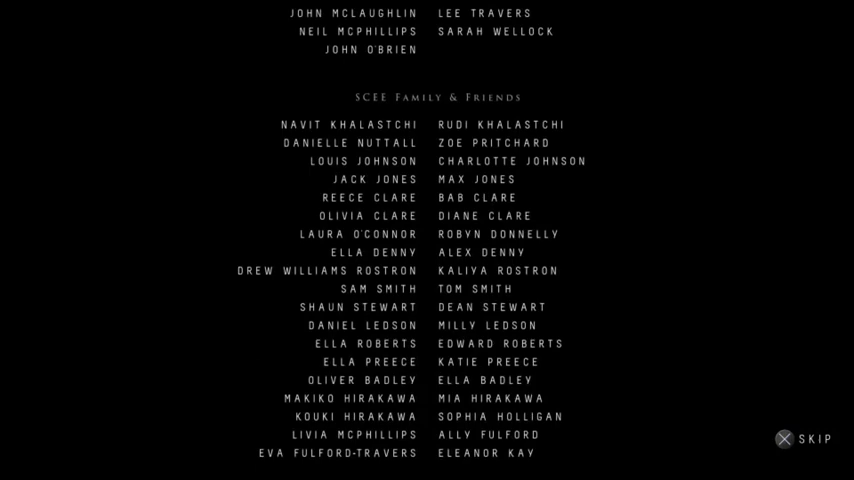 JOHN MCLAUGHLIN LEE TRAVERS
NEIL MCPHILLIPS SARAH WELLOCK
JOHN O'BRIEN
SCEE FAMILY & FRIENDS
NAVIT KHALASTCHI RUDI KHALASTCHI
DANIELLE NUTTALL ZOE PRITCHARD
LOUIS JOHNSON CHARLOTTE JOHNSON
JACK JONES MAX JONES
REECE CLARE BAB CLARE
OLIVIA CLARE DIANE CLARE
LAURA O'CONNOR ROBYN DONNELLY
ELLA DENNY ALEX DENNY
DREW WILLIAMS ROSTRON KALIYA ROSTRON
SAM SMITH TOM SMITH
SHAUN STEWART DEAN STEWART
DANIEL LEDSON MILLY LEDSON
ELLA ROBERTS EDWARD ROBERTS
ELLA PREECE KATIE PREECE
OLIVER BADLEY ELLA BADLEY
MAKIKO HIRAKAWA MIA HIRAKAWA
KOUKI HIRAKAWA SOPHIA HOLLIGAN
LIVIA MCPHILLIPS ALLY FULFORD
EVA FULFORD-TRAVERS ELEANOR KAY
SKIP